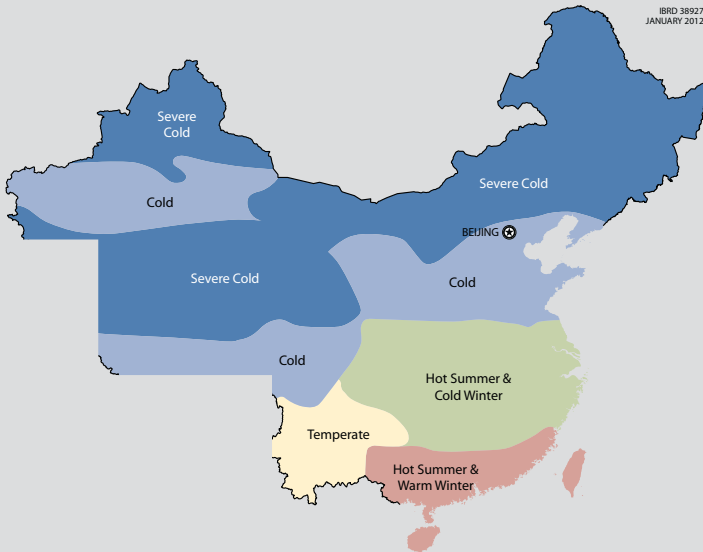 IBRD 38927
JANUARY 2012
Severe
Cold
Cold
Severe Cold
BEIJING
Severe Cold
Cold
Cold
Hot Summer &
Cold Winter
Temperate
Hot Summer &
Warm Winter